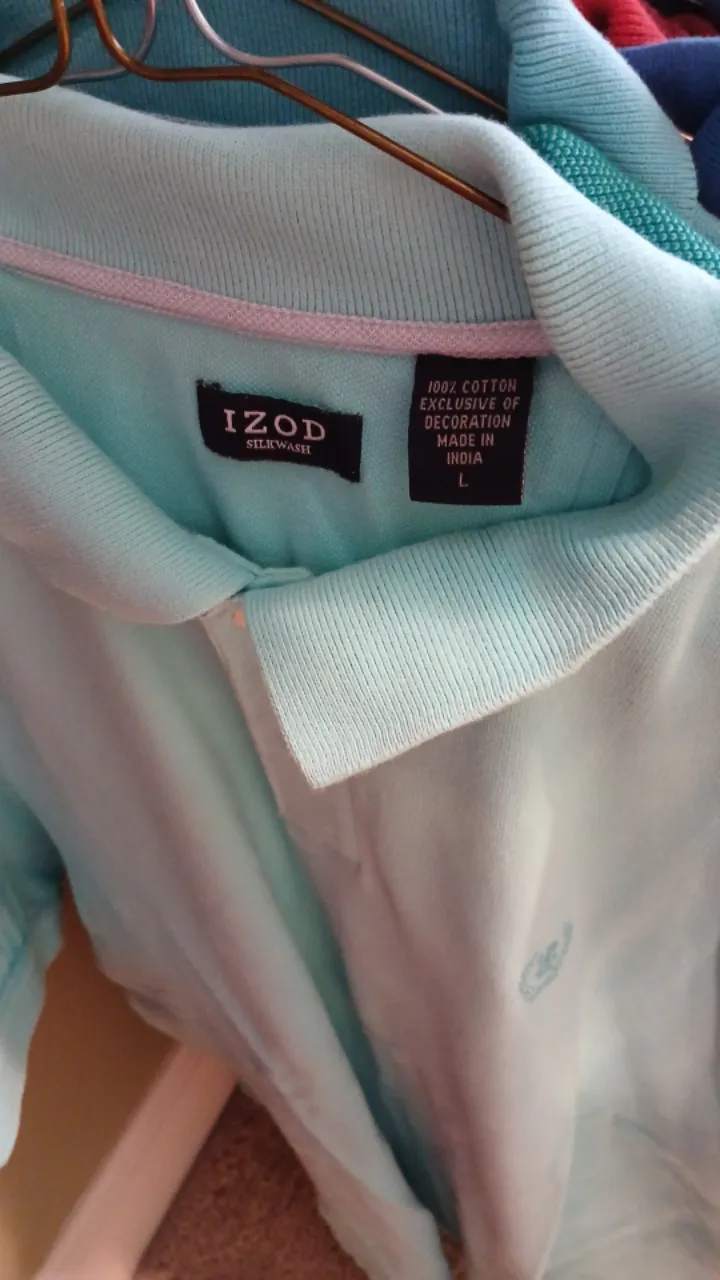 IZOD
SILKWASH
100% COTTON
EXCLUSIVE OF
DECORATION
MADE IN
INDIA
L